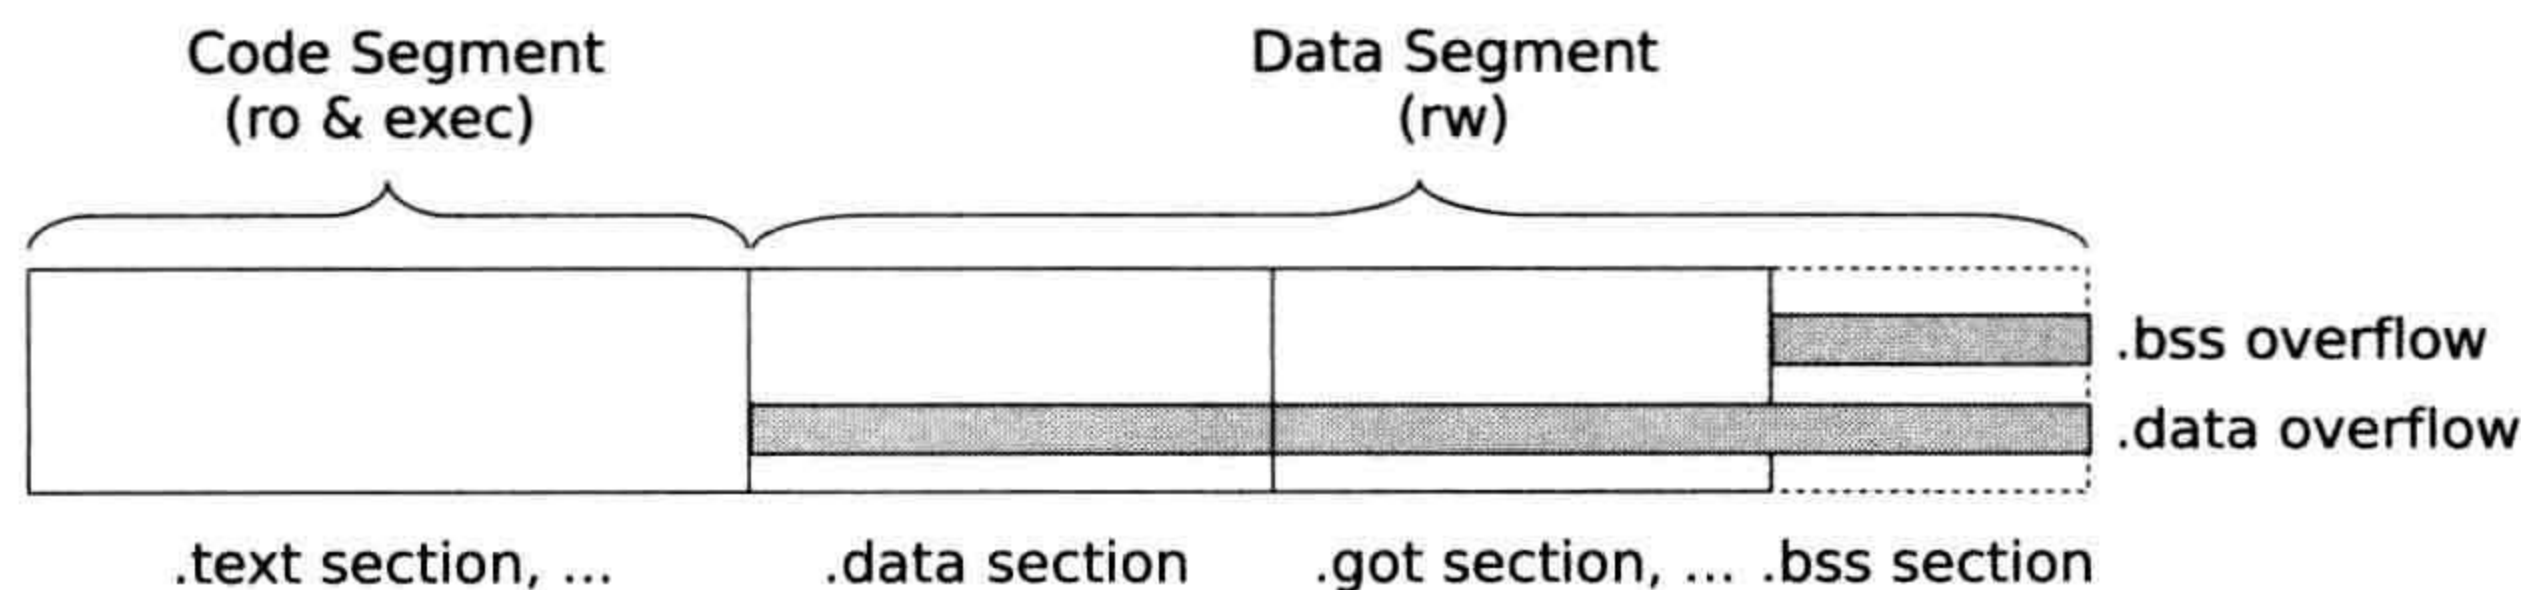 Code Segment
(ro & exec)
Data Segment
(rw)
.bss overflow
.data overflow
.text section, ...
.data section
.got section, ...
.bss section